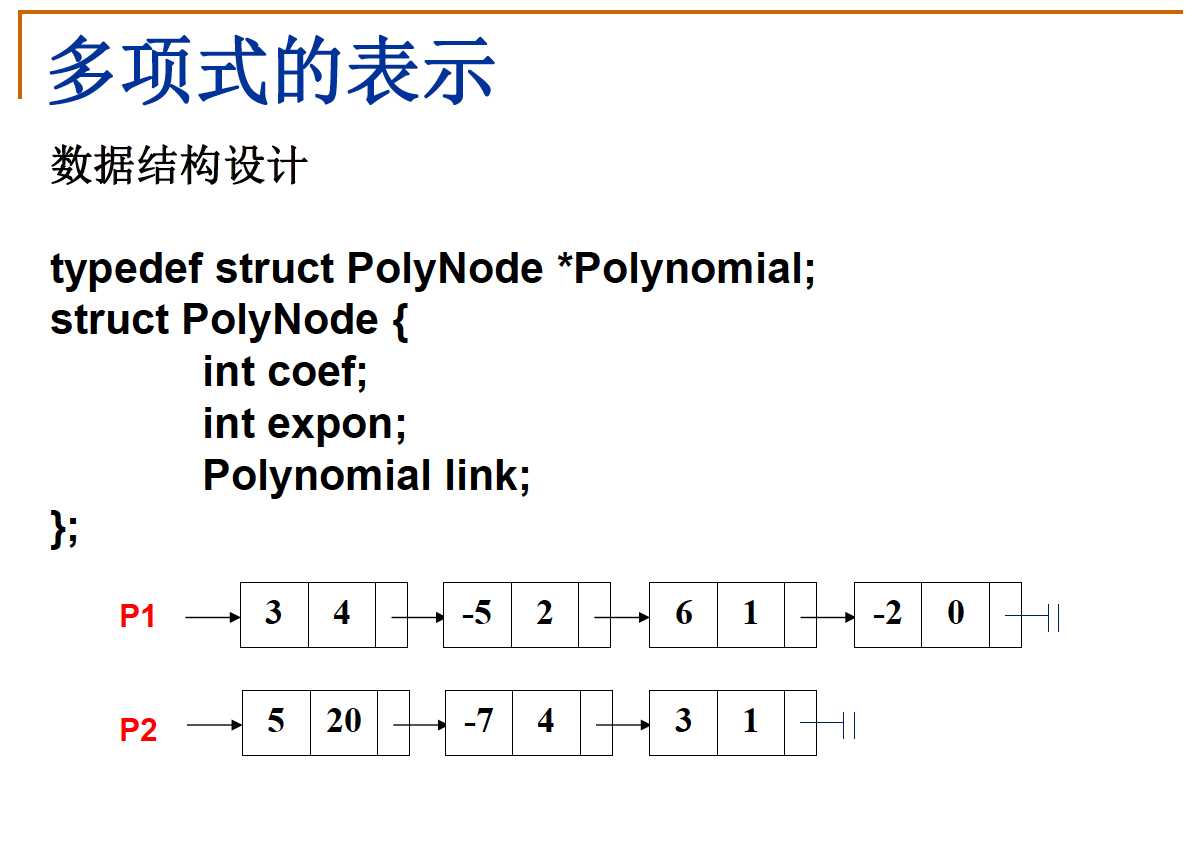 多项式的表示
数据结构设计
typedef struct PolyNode *Polynomial;
struct PolyNode {
int coef;
int expon;
Polynomial link;
};
P1 3 4 -5 2 6 1 -2 0
P2 5 20 -7 4 3 1